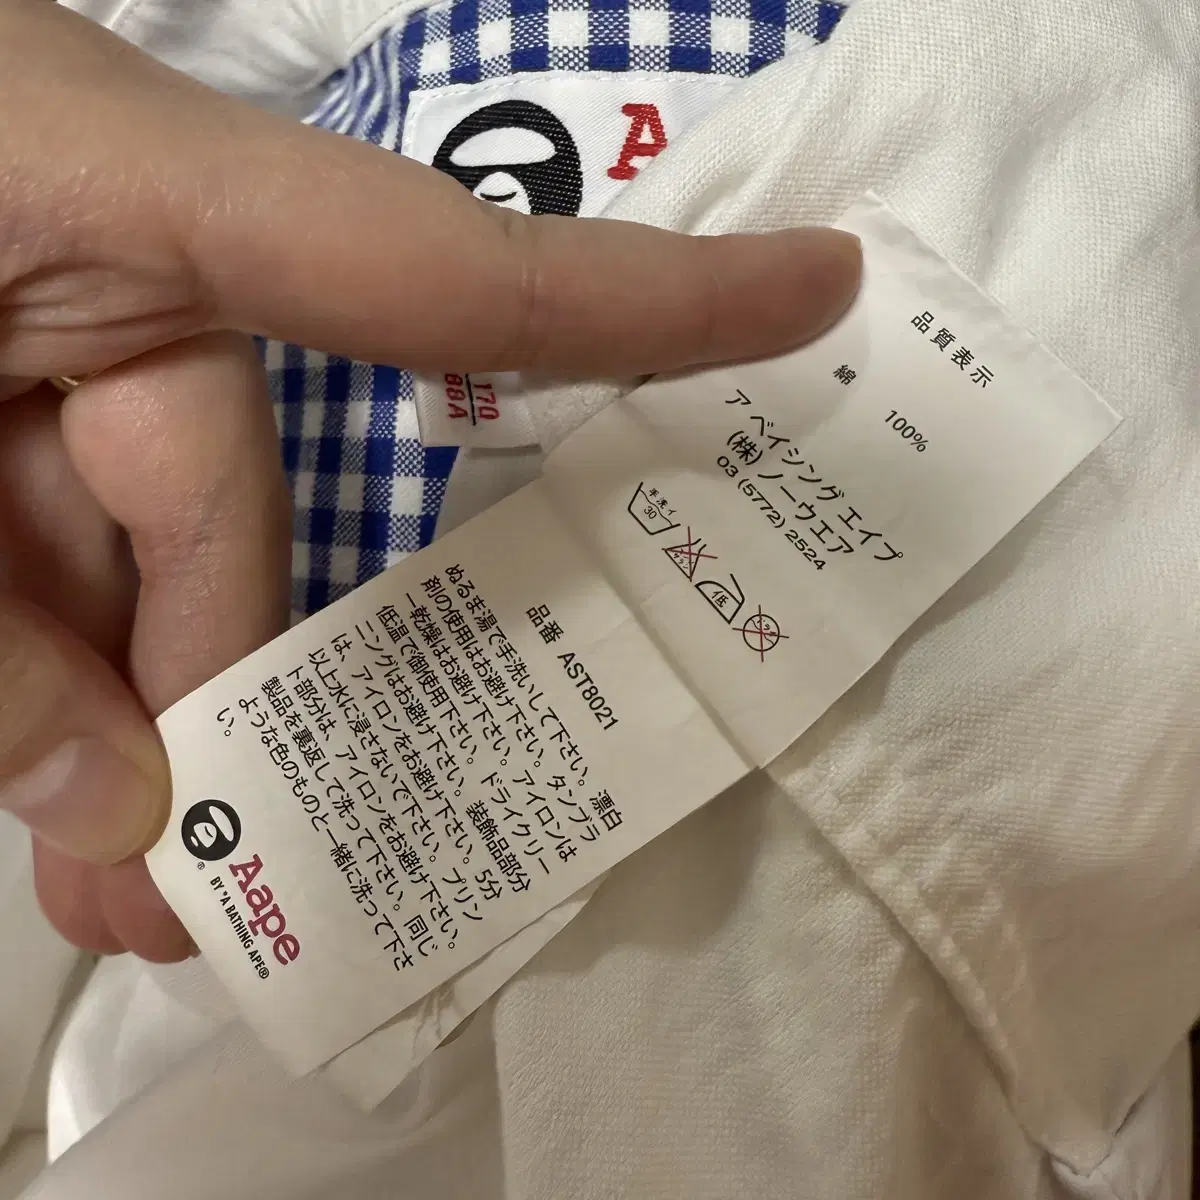 A
170
88A
品質表示
綿 100%
アベイシングエイプ
(株)ノーウエア
03 (5772) 2524
手洗イ
30
低
品番 AST8021
ぬるま湯で手洗いして下さい。漂白
剤の使用はお避け下さい。タンブラ
ー乾燥はお避け下さい。アイロンは
低温で御使用下さい。ドライクリー
ニングはお避け下さい。装飾品部分
は、アイロンをお避け下さい。5分
以上水に浸さないで下さい。プリン
ト部分は、アイロンをお避け下さい。
製品を裏返して洗って下さい。同じ
ような色のものと一緒に洗って下さ
い。
Aape
BY *A BATHING APE®